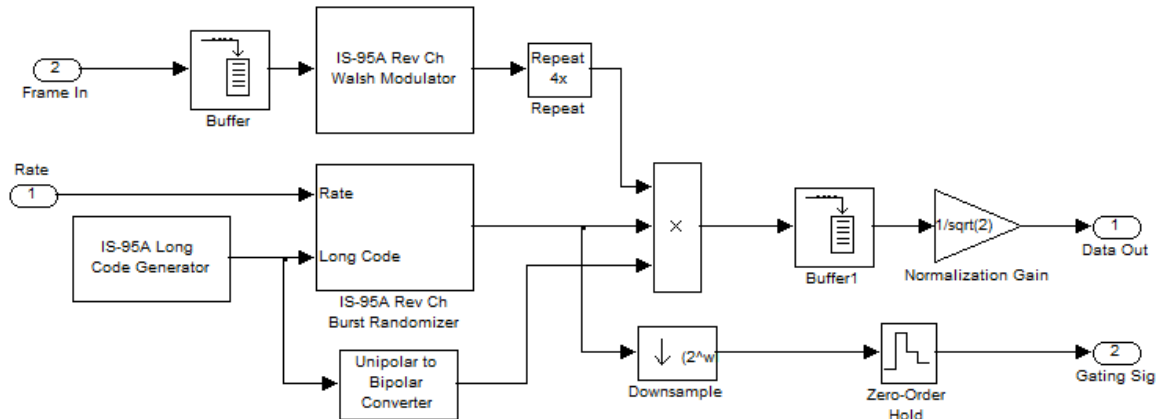 2
Frame In
Buffer
IS-95A Rev Ch
Walsh Modulator
Repeat
4x
Repeat
Rate
1
IS-95A Long
Code Generator
Rate
Long Code
IS-95A Rev Ch
Burst Randomizer
Unipolar to
Bipolar
Converter
×
Buffer1
1/sqrt(2)
Normalization Gain
1
Data Out
(2^w
Downsample
Zero-Order
Hold
2
Gating Sig